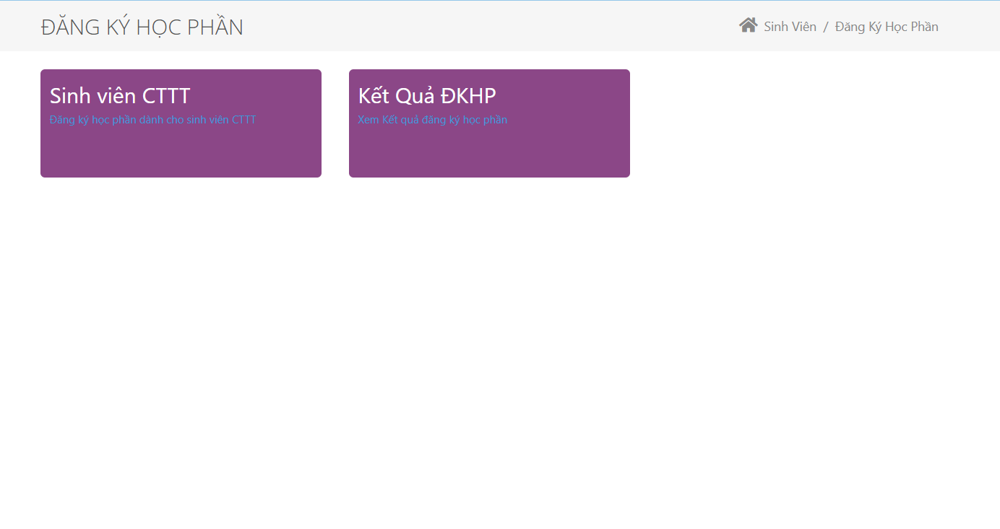 ĐĂNG KÝ HỌC PHẦN
Sinh Viên / Đăng Ký Học Phần
Sinh viên CTTT
Đăng ký học phần dành cho sinh viên CTTT
Kết Quả ĐKHP
Xem Kết quả đăng ký học phần